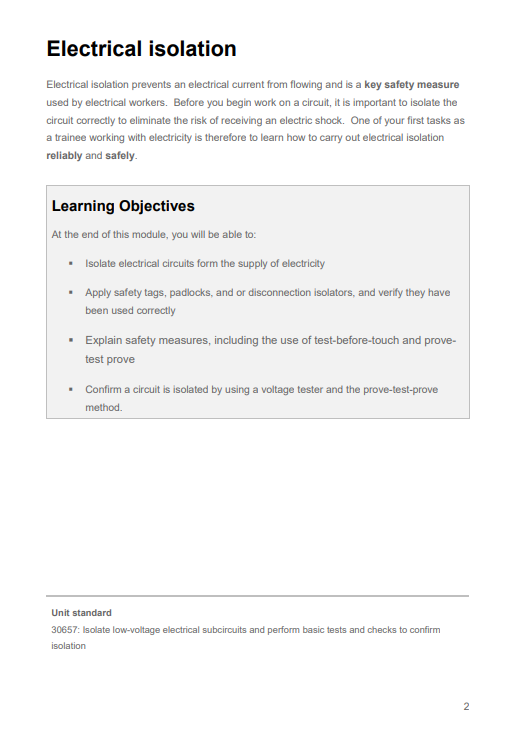 Electrical isolation
Electrical isolation prevents an electrical current from flowing and is a key safety measure
used by electrical workers.  Before you begin work on a circuit, it is important to isolate the
circuit correctly to eliminate the risk of receiving an electric shock.  One of your first tasks as
a trainee working with electricity is therefore to learn how to carry out electrical isolation
reliably and safely.
Learning Objectives
At the end of this module, you will be able to:
▪ Isolate electrical circuits form the supply of electricity
▪ Apply safety tags, padlocks, and or disconnection isolators, and verify they have
been used correctly
▪ Explain safety measures, including the use of test-before-touch and prove-
test prove
▪ Confirm a circuit is isolated by using a voltage tester and the prove-test-prove
method.
Unit standard
30657: Isolate low-voltage electrical subcircuits and perform basic tests and checks to confirm
isolation
2